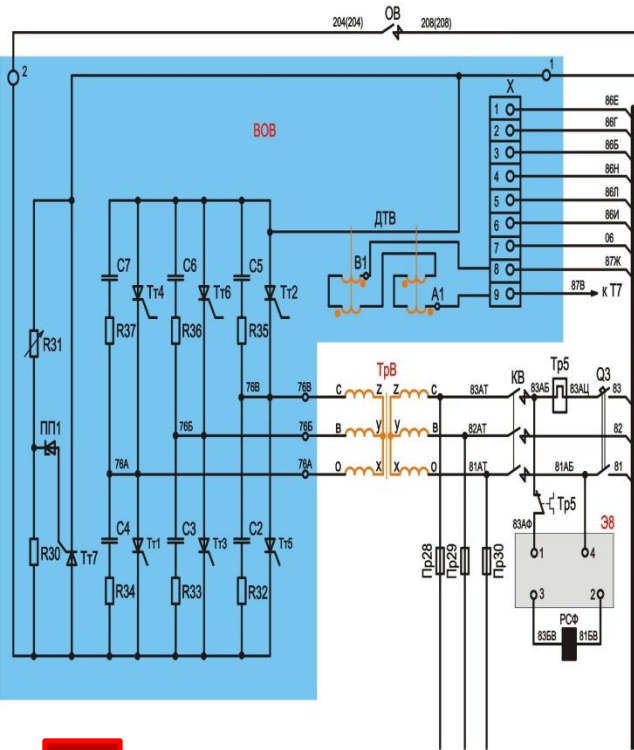 ОВ
204(204)
208(208)
2
1
ВОВ
X
1
86Е
2
86Г
3
86Б
4
86Н
5
86Л
6
86И
7
06
8
87Ж
9
87В
к Т7
ДТВ
В1
А1
С7
С6
С5
Тт4
Тт6
Тт2
R37
R36
R35
R31
ПП1
R30
Тт7
76В
76В
76Б
76Б
76А
76А
ТрВ
С
Z
Z
С
В
У
У
В
О
Х
Х
О
83АТ
КВ
83АБ
Тр5
83АЦ
Q3
83
82АТ
82
81АТ
81АБ
81
С4
С3
С2
Тт1
Тт3
Тт5
R34
R33
R32
Пр28
Пр29
Пр30
Тр5
83АФ
Э8
1
4
3
2
83БВ
РСФ
81БВ